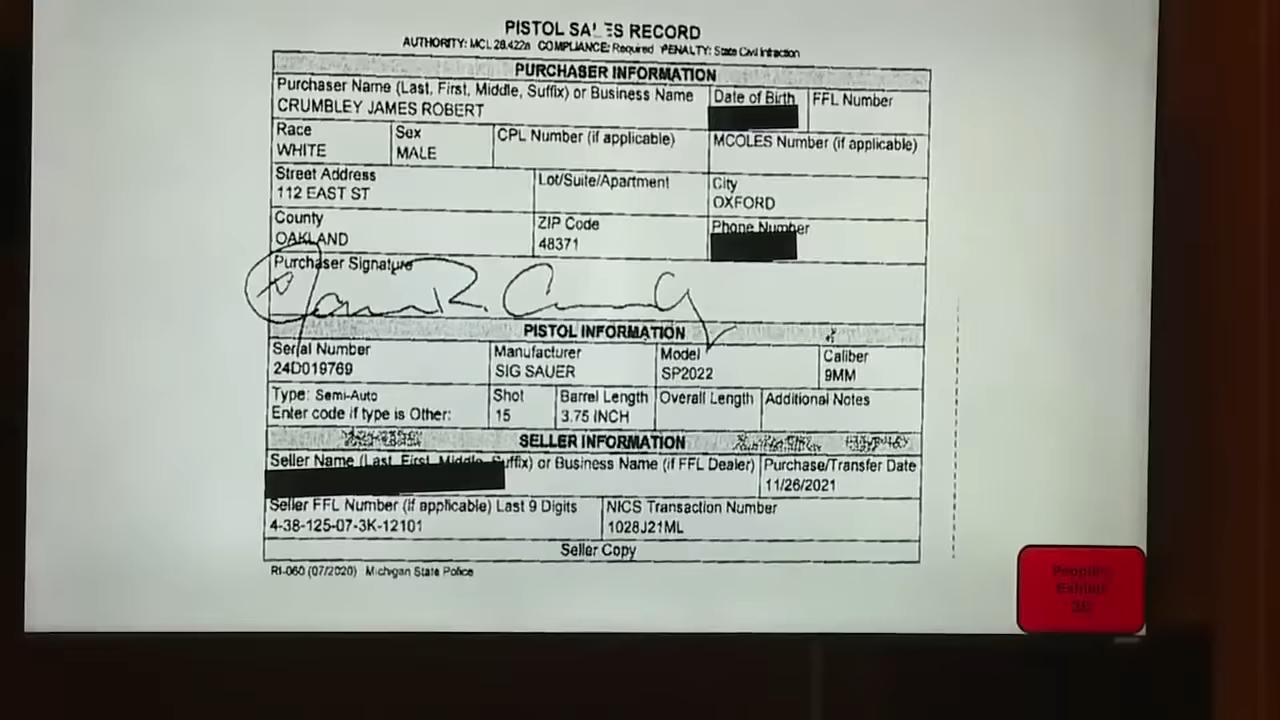 PISTOL SALES RECORD
AUTHORITY: MCL 28.422a COMPLIANCE: Required PENALTY: State Civil Infraction
PURCHASER INFORMATION
Purchaser Name (Last, First, Middle, Suffix) or Business Name Date of Birth FFL Number
CRUMBLEY JAMES ROBERT
Race Sex CPL Number (if applicable) MCOLES Number (if applicable)
WHITE MALE
Street Address Lot/Suite/Apartment City
112 EAST ST OXFORD
County ZIP Code Phone Number
OAKLAND 48371
Purchaser Signature
PISTOL INFORMATION
Serial Number Manufacturer Model Caliber
24D019769 SIG SAUER SP2022 9MM
Type: Semi-Auto Shot Barrel Length Overall Length Additional Notes
Enter code if type is Other: 15 3.75 INCH
SELLER INFORMATION
Seller Name (Last, First, Middle, Suffix) or Business Name (if FFL Dealer) Purchase/Transfer Date
11/26/2021
Seller FFL Number (if applicable) Last 9 Digits NICS Transaction Number
4-38-125-07-3K-12101 1028J21ML
Seller Copy
RI-060 (07/2020) Michigan State Police
People's
Exhibit